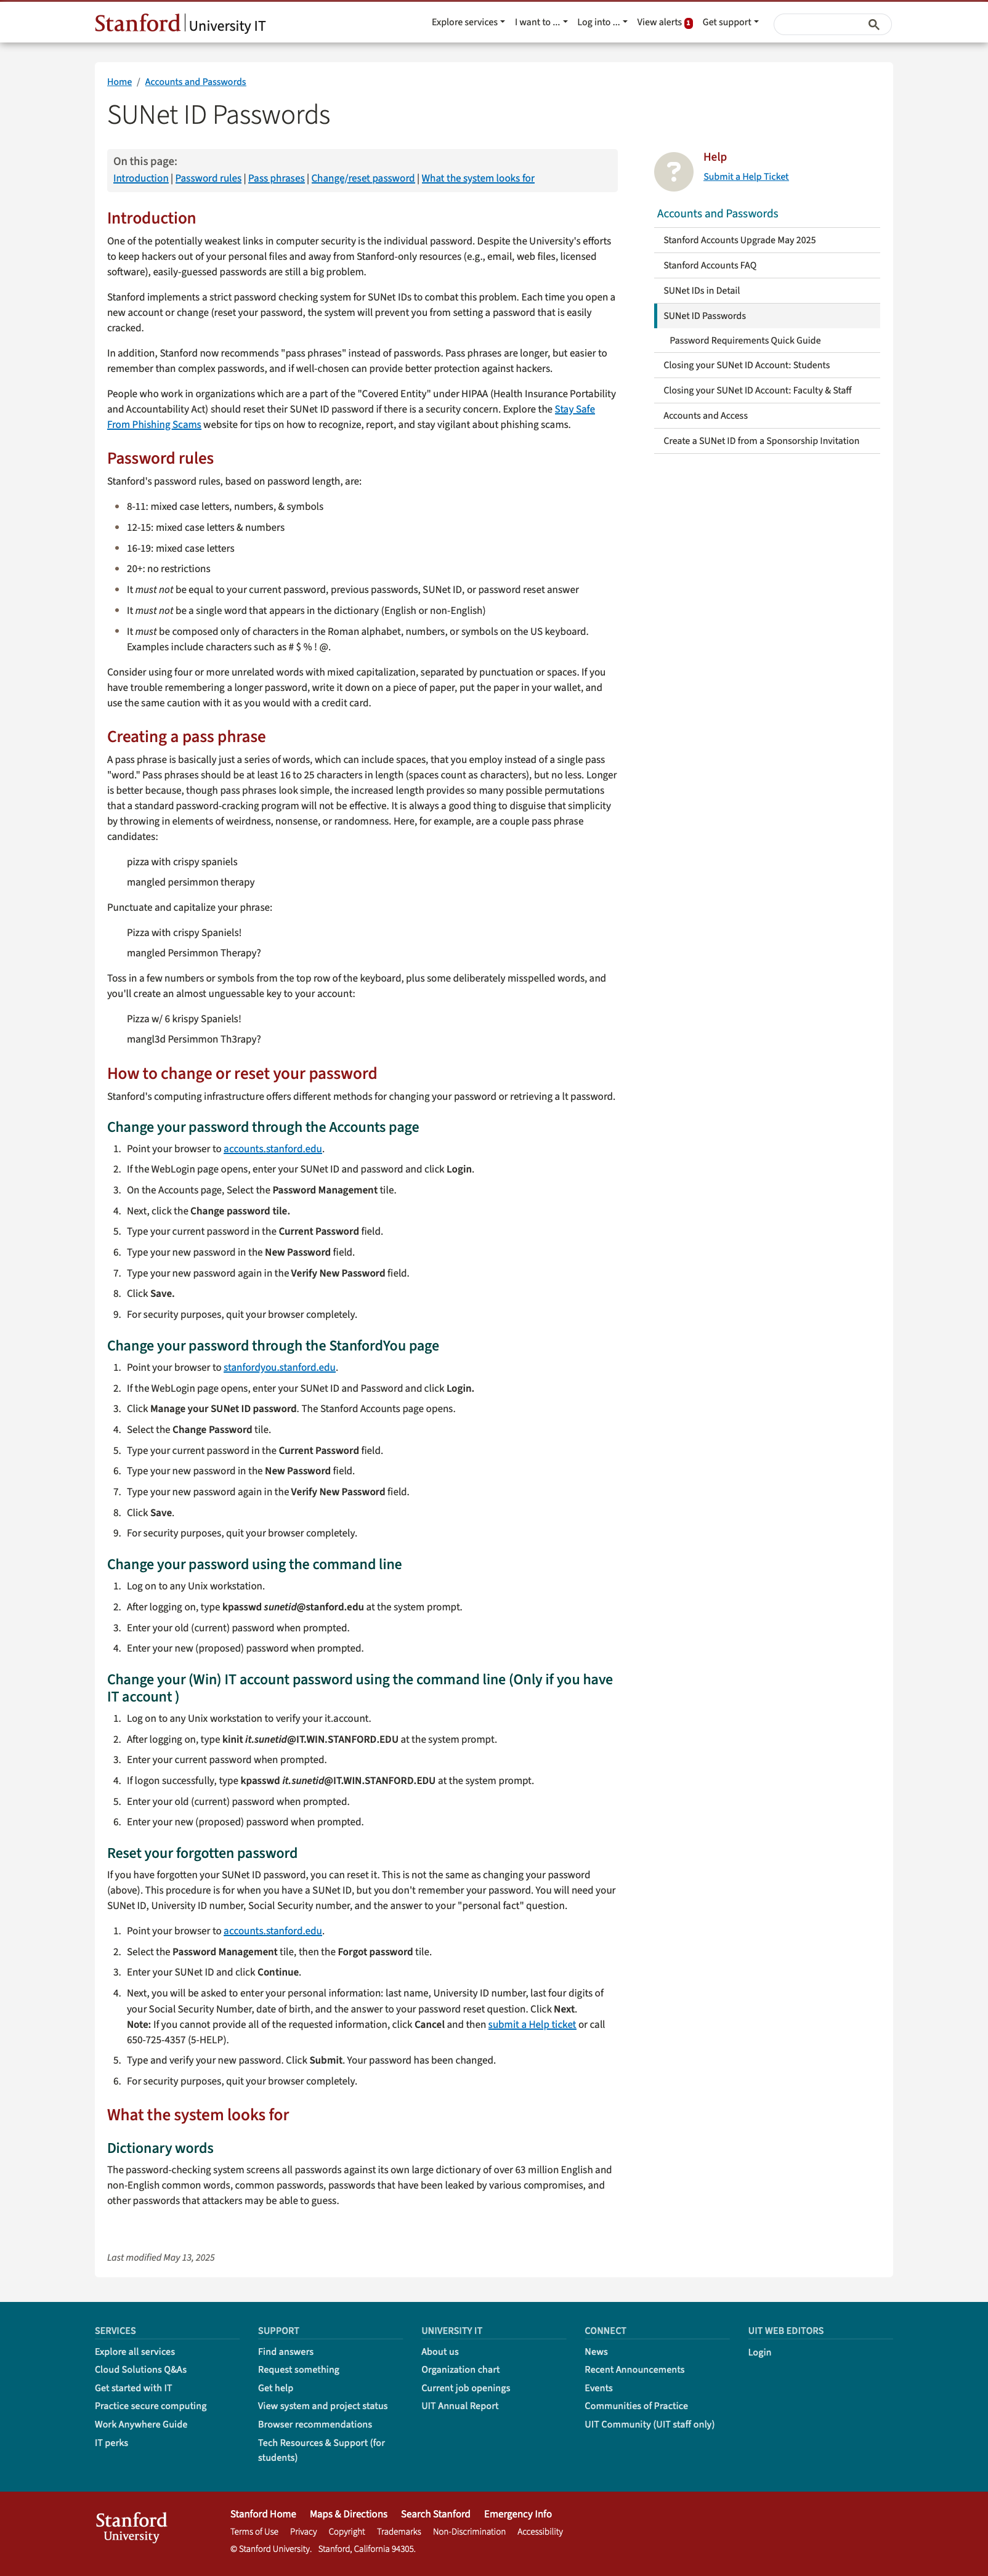 Stanford | University IT
Explore services
I want to ...
Log into ...
View alerts 1
Get support
Home / Accounts and Passwords
SUNet ID Passwords
On this page:
Introduction | Password rules | Pass phrases | Change/reset password | What the system looks for
Introduction
One of the potentially weakest links in computer security is the individual password. Despite the University's efforts
to keep hackers out of your personal files and away from Stanford-only resources (e.g., email, web files, licensed
software), easily-guessed passwords are still a big problem.
Stanford implements a strict password checking system for SUNet IDs to combat this problem. Each time you open a
new account or change (reset your password, the system will prevent you from setting a password that is easily
cracked.
In addition, Stanford now recommends "pass phrases" instead of passwords. Pass phrases are longer, but easier to
remember than complex passwords, and if well-chosen can provide better protection against hackers.
People who work in organizations which are a part of the "Covered Entity" under HIPAA (Health Insurance Portability
and Accountability Act) should reset their SUNet ID password if there is a security concern. Explore the Stay Safe
From Phishing Scams website for tips on how to recognize, report, and stay vigilant about phishing scams.
Password rules
Stanford's password rules, based on password length, are:
• 8-11: mixed case letters, numbers, & symbols
• 12-15: mixed case letters & numbers
• 16-19: mixed case letters
• 20+: no restrictions
• It must not be equal to your current password, previous passwords, SUNet ID, or password reset answer
• It must not be a single word that appears in the dictionary (English or non-English)
• It must be composed only of characters in the Roman alphabet, numbers, or symbols on the US keyboard.
Examples include characters such as # $ % ! @.
Consider using four or more unrelated words with mixed capitalization, separated by punctuation or spaces. If you
have trouble remembering a longer password, write it down on a piece of paper, put the paper in your wallet, and
use the same caution with it as you would with a credit card.
Creating a pass phrase
A pass phrase is basically just a series of words, which can include spaces, that you employ instead of a single pass
"word." Pass phrases should be at least 16 to 25 characters in length (spaces count as characters), but no less. Longer
is better because, though pass phrases look simple, the increased length provides so many possible permutations
that a standard password-cracking program will not be effective. It is always a good thing to disguise that simplicity
by throwing in elements of weirdness, nonsense, or randomness. Here, for example, are a couple pass phrase
candidates:
pizza with crispy spaniels
mangled persimmon therapy
Punctuate and capitalize your phrase:
Pizza with crispy Spaniels!
mangled Persimmon Therapy?
Toss in a few numbers or symbols from the top row of the keyboard, plus some deliberately misspelled words, and
you'll create an almost unguessable key to your account:
Pizza w/ 6 krispy Spaniels!
mangl3d Persimmon Th3rapy?
How to change or reset your password
Stanford's computing infrastructure offers different methods for changing your password or retrieving a lt password.
Change your password through the Accounts page
1. Point your browser to accounts.stanford.edu.
2. If the WebLogin page opens, enter your SUNet ID and password and click Login.
3. On the Accounts page, Select the Password Management tile.
4. Next, click the Change password tile.
5. Type your current password in the Current Password field.
6. Type your new password in the New Password field.
7. Type your new password again in the Verify New Password field.
8. Click Save.
9. For security purposes, quit your browser completely.
Change your password through the StanfordYou page
1. Point your browser to stanfordyou.stanford.edu.
2. If the WebLogin page opens, enter your SUNet ID and Password and click Login.
3. Click Manage your SUNet ID password. The Stanford Accounts page opens.
4. Select the Change Password tile.
5. Type your current password in the Current Password field.
6. Type your new password in the New Password field.
7. Type your new password again in the Verify New Password field.
8. Click Save.
9. For security purposes, quit your browser completely.
Change your password using the command line
1. Log on to any Unix workstation.
2. After logging on, type kpasswd sunetid@stanford.edu at the system prompt.
3. Enter your old (current) password when prompted.
4. Enter your new (proposed) password when prompted.
Change your (Win) IT account password using the command line (Only if you have
IT account )
1. Log on to any Unix workstation to verify your it.account.
2. After logging on, type kinit it.sunetid@IT.WIN.STANFORD.EDU at the system prompt.
3. Enter your current password when prompted.
4. If logon successfully, type kpasswd it.sunetid@IT.WIN.STANFORD.EDU at the system prompt.
5. Enter your old (current) password when prompted.
6. Enter your new (proposed) password when prompted.
Reset your forgotten password
If you have forgotten your SUNet ID password, you can reset it. This is not the same as changing your password
(above). This procedure is for when you have a SUNet ID, but you don't remember your password. You will need your
SUNet ID, University ID number, Social Security number, and the answer to your "personal fact" question.
1. Point your browser to accounts.stanford.edu.
2. Select the Password Management tile, then the Forgot password tile.
3. Enter your SUNet ID and click Continue.
4. Next, you will be asked to enter your personal information: last name, University ID number, last four digits of
your Social Security Number, date of birth, and the answer to your password reset question. Click Next.
Note: If you cannot provide all of the requested information, click Cancel and then submit a Help ticket or call
650-725-4357 (5-HELP).
5. Type and verify your new password. Click Submit. Your password has been changed.
6. For security purposes, quit your browser completely.
What the system looks for
Dictionary words
The password-checking system screens all passwords against its own large dictionary of over 63 million English and
non-English common words, common passwords, passwords that have been leaked by various compromises, and
other passwords that attackers may be able to guess.
Last modified May 13, 2025
?
Help
Submit a Help Ticket
Accounts and Passwords
Stanford Accounts Upgrade May 2025
Stanford Accounts FAQ
SUNet IDs in Detail
SUNet ID Passwords
Password Requirements Quick Guide
Closing your SUNet ID Account: Students
Closing your SUNet ID Account: Faculty & Staff
Accounts and Access
Create a SUNet ID from a Sponsorship Invitation
SERVICES
Explore all services
Cloud Solutions Q&As
Get started with IT
Practice secure computing
Work Anywhere Guide
IT perks
SUPPORT
Find answers
Request something
Get help
View system and project status
Browser recommendations
Tech Resources & Support (for
students)
UNIVERSITY IT
About us
Organization chart
Current job openings
UIT Annual Report
CONNECT
News
Recent Announcements
Events
Communities of Practice
UIT Community (UIT staff only)
UIT WEB EDITORS
Login
Stanford
University
Stanford Home Maps & Directions Search Stanford Emergency Info
Terms of Use Privacy Copyright Trademarks Non-Discrimination Accessibility
© Stanford University. Stanford, California 94305.